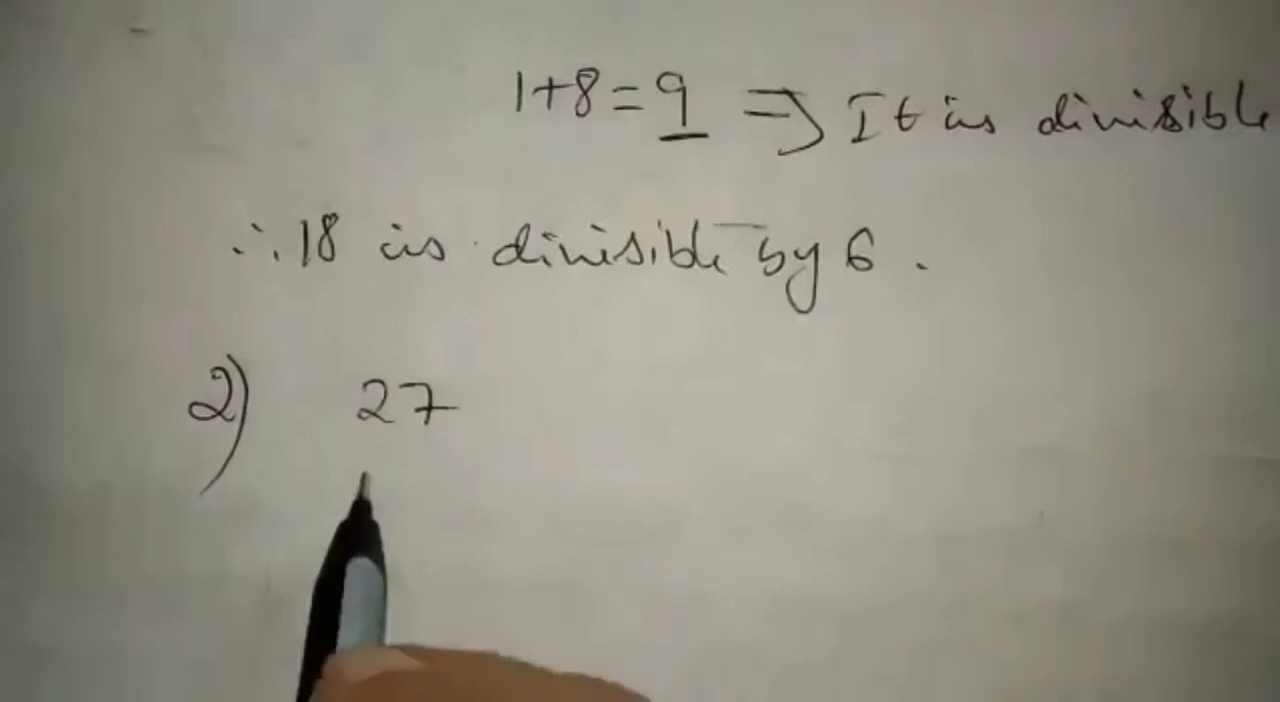 1+8=9 ⇒ It is divisible
∴ 18 is divisible by 6.
2) 27